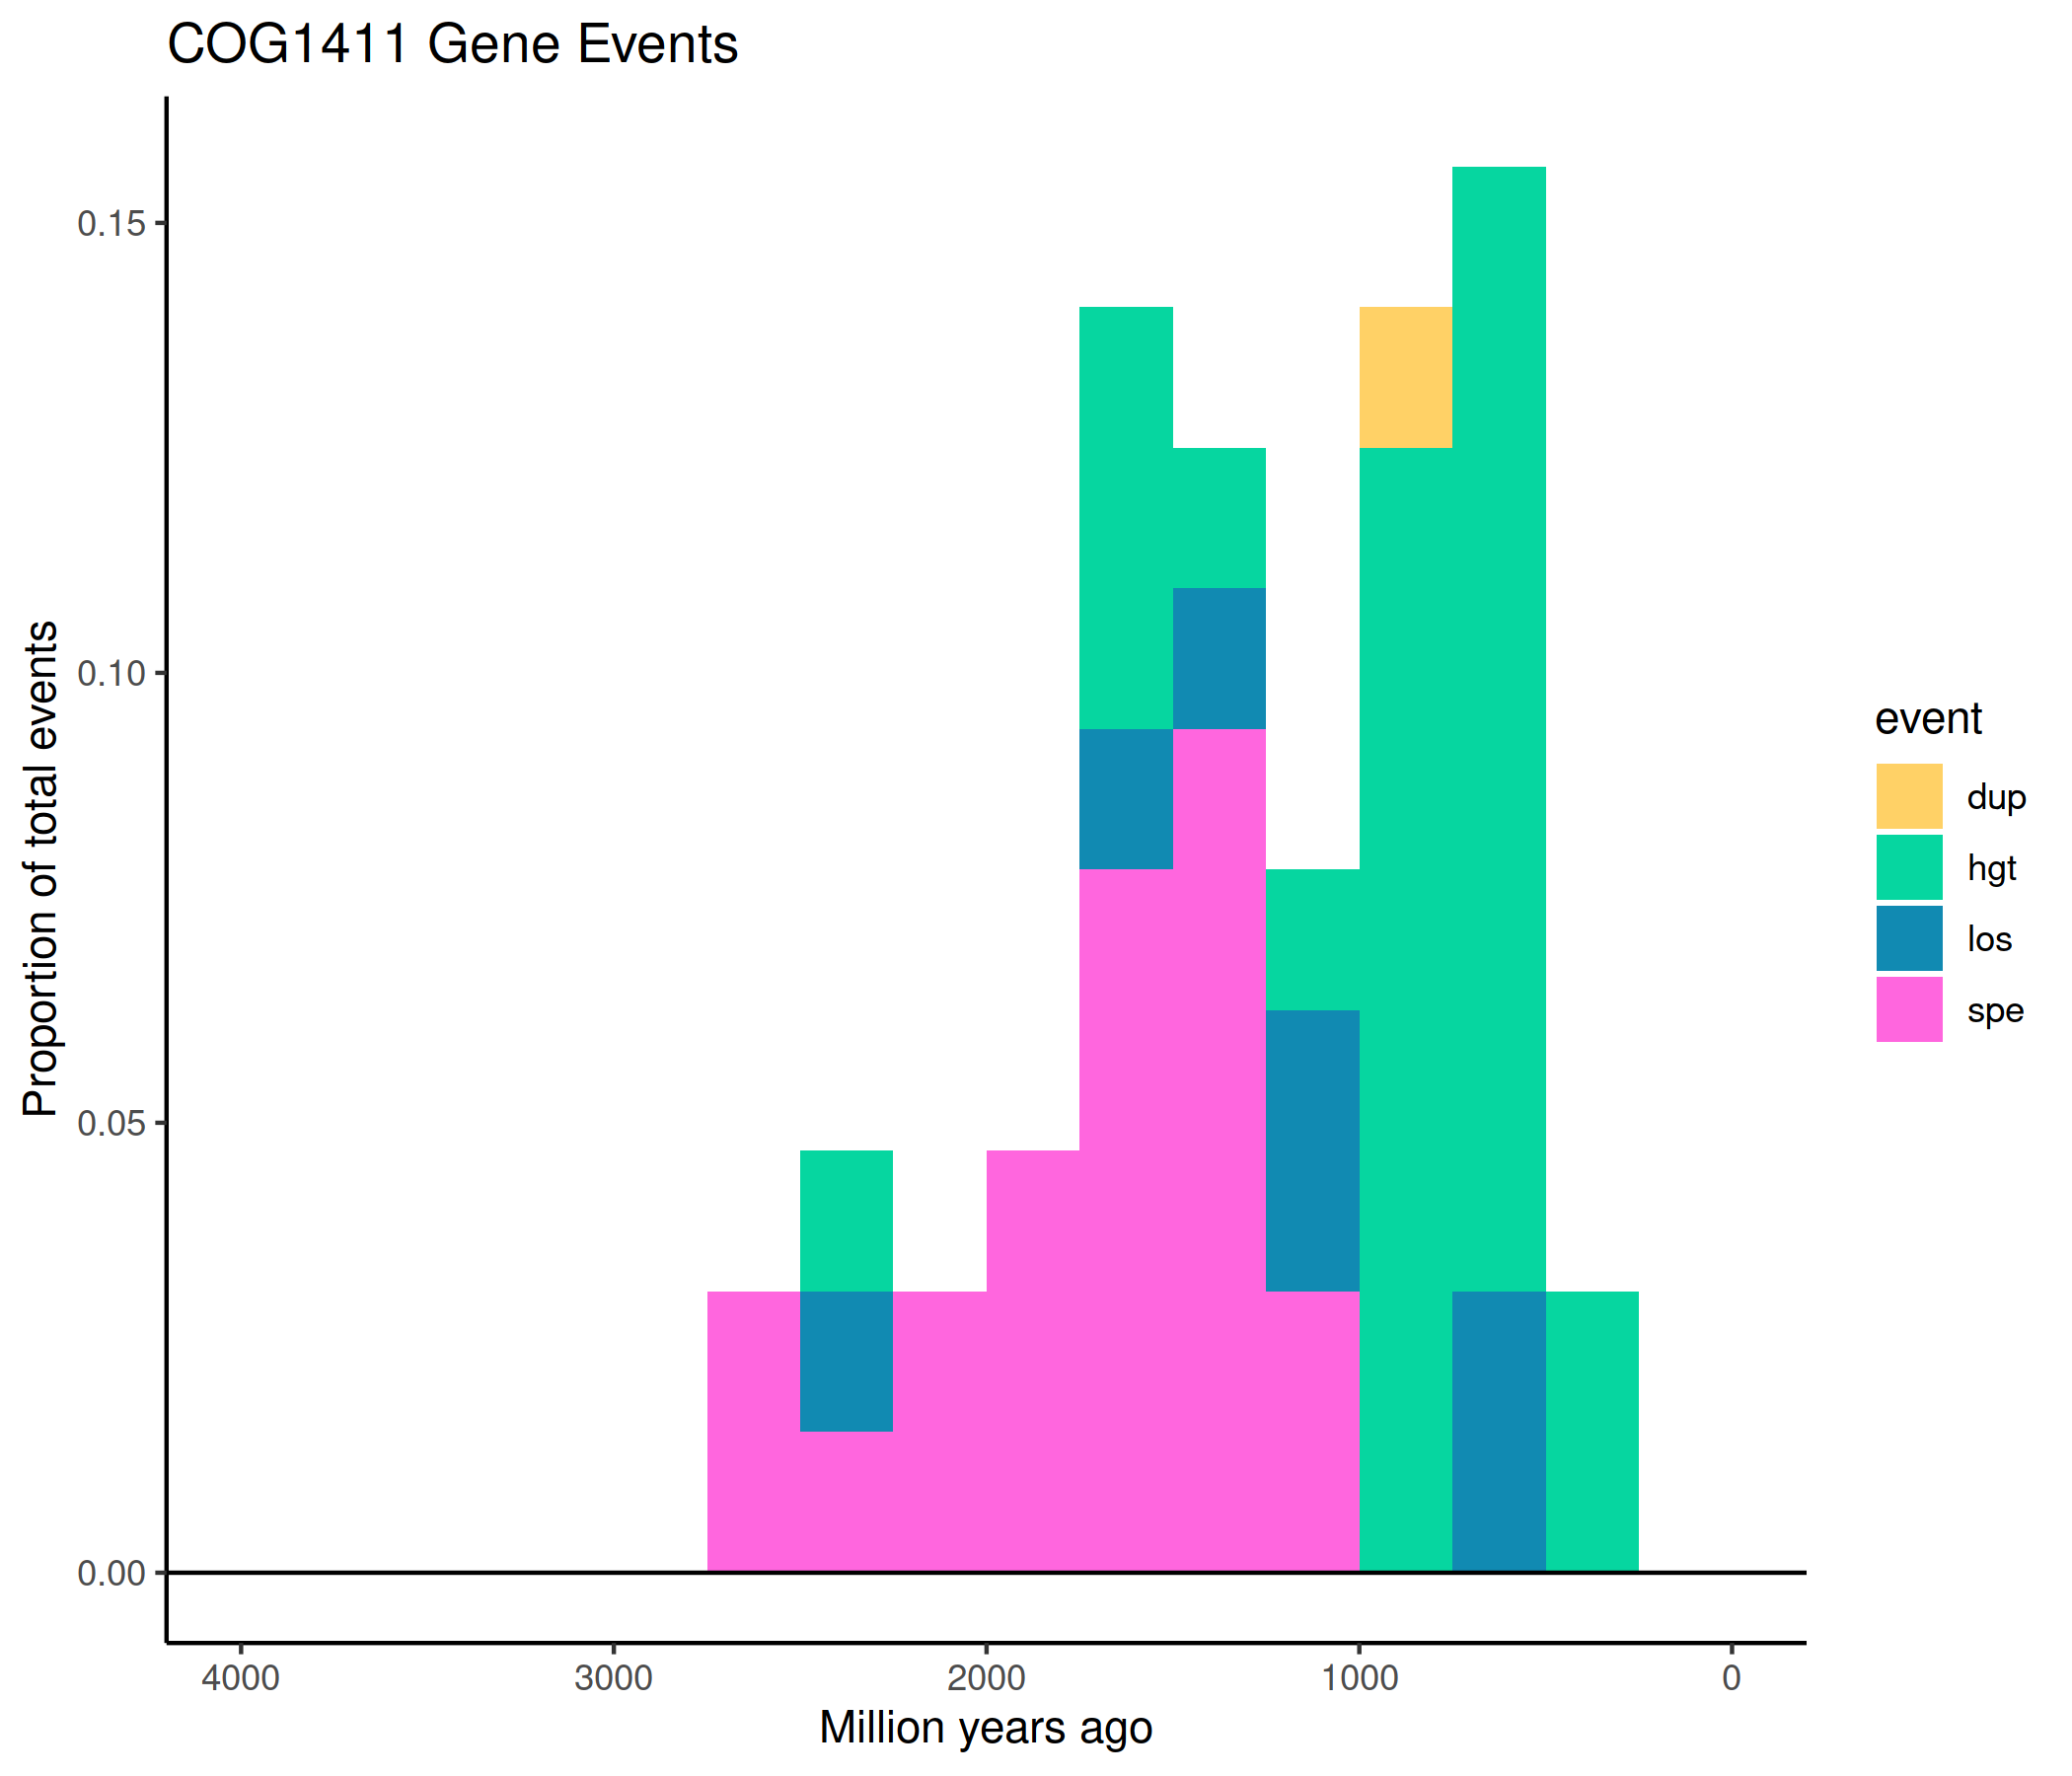 COG1411 Gene Events
Proportion of total events
0.15
0.10
0.05
0.00
4000 3000 2000 1000 0
Million years ago
event
dup
hgt
los
spe